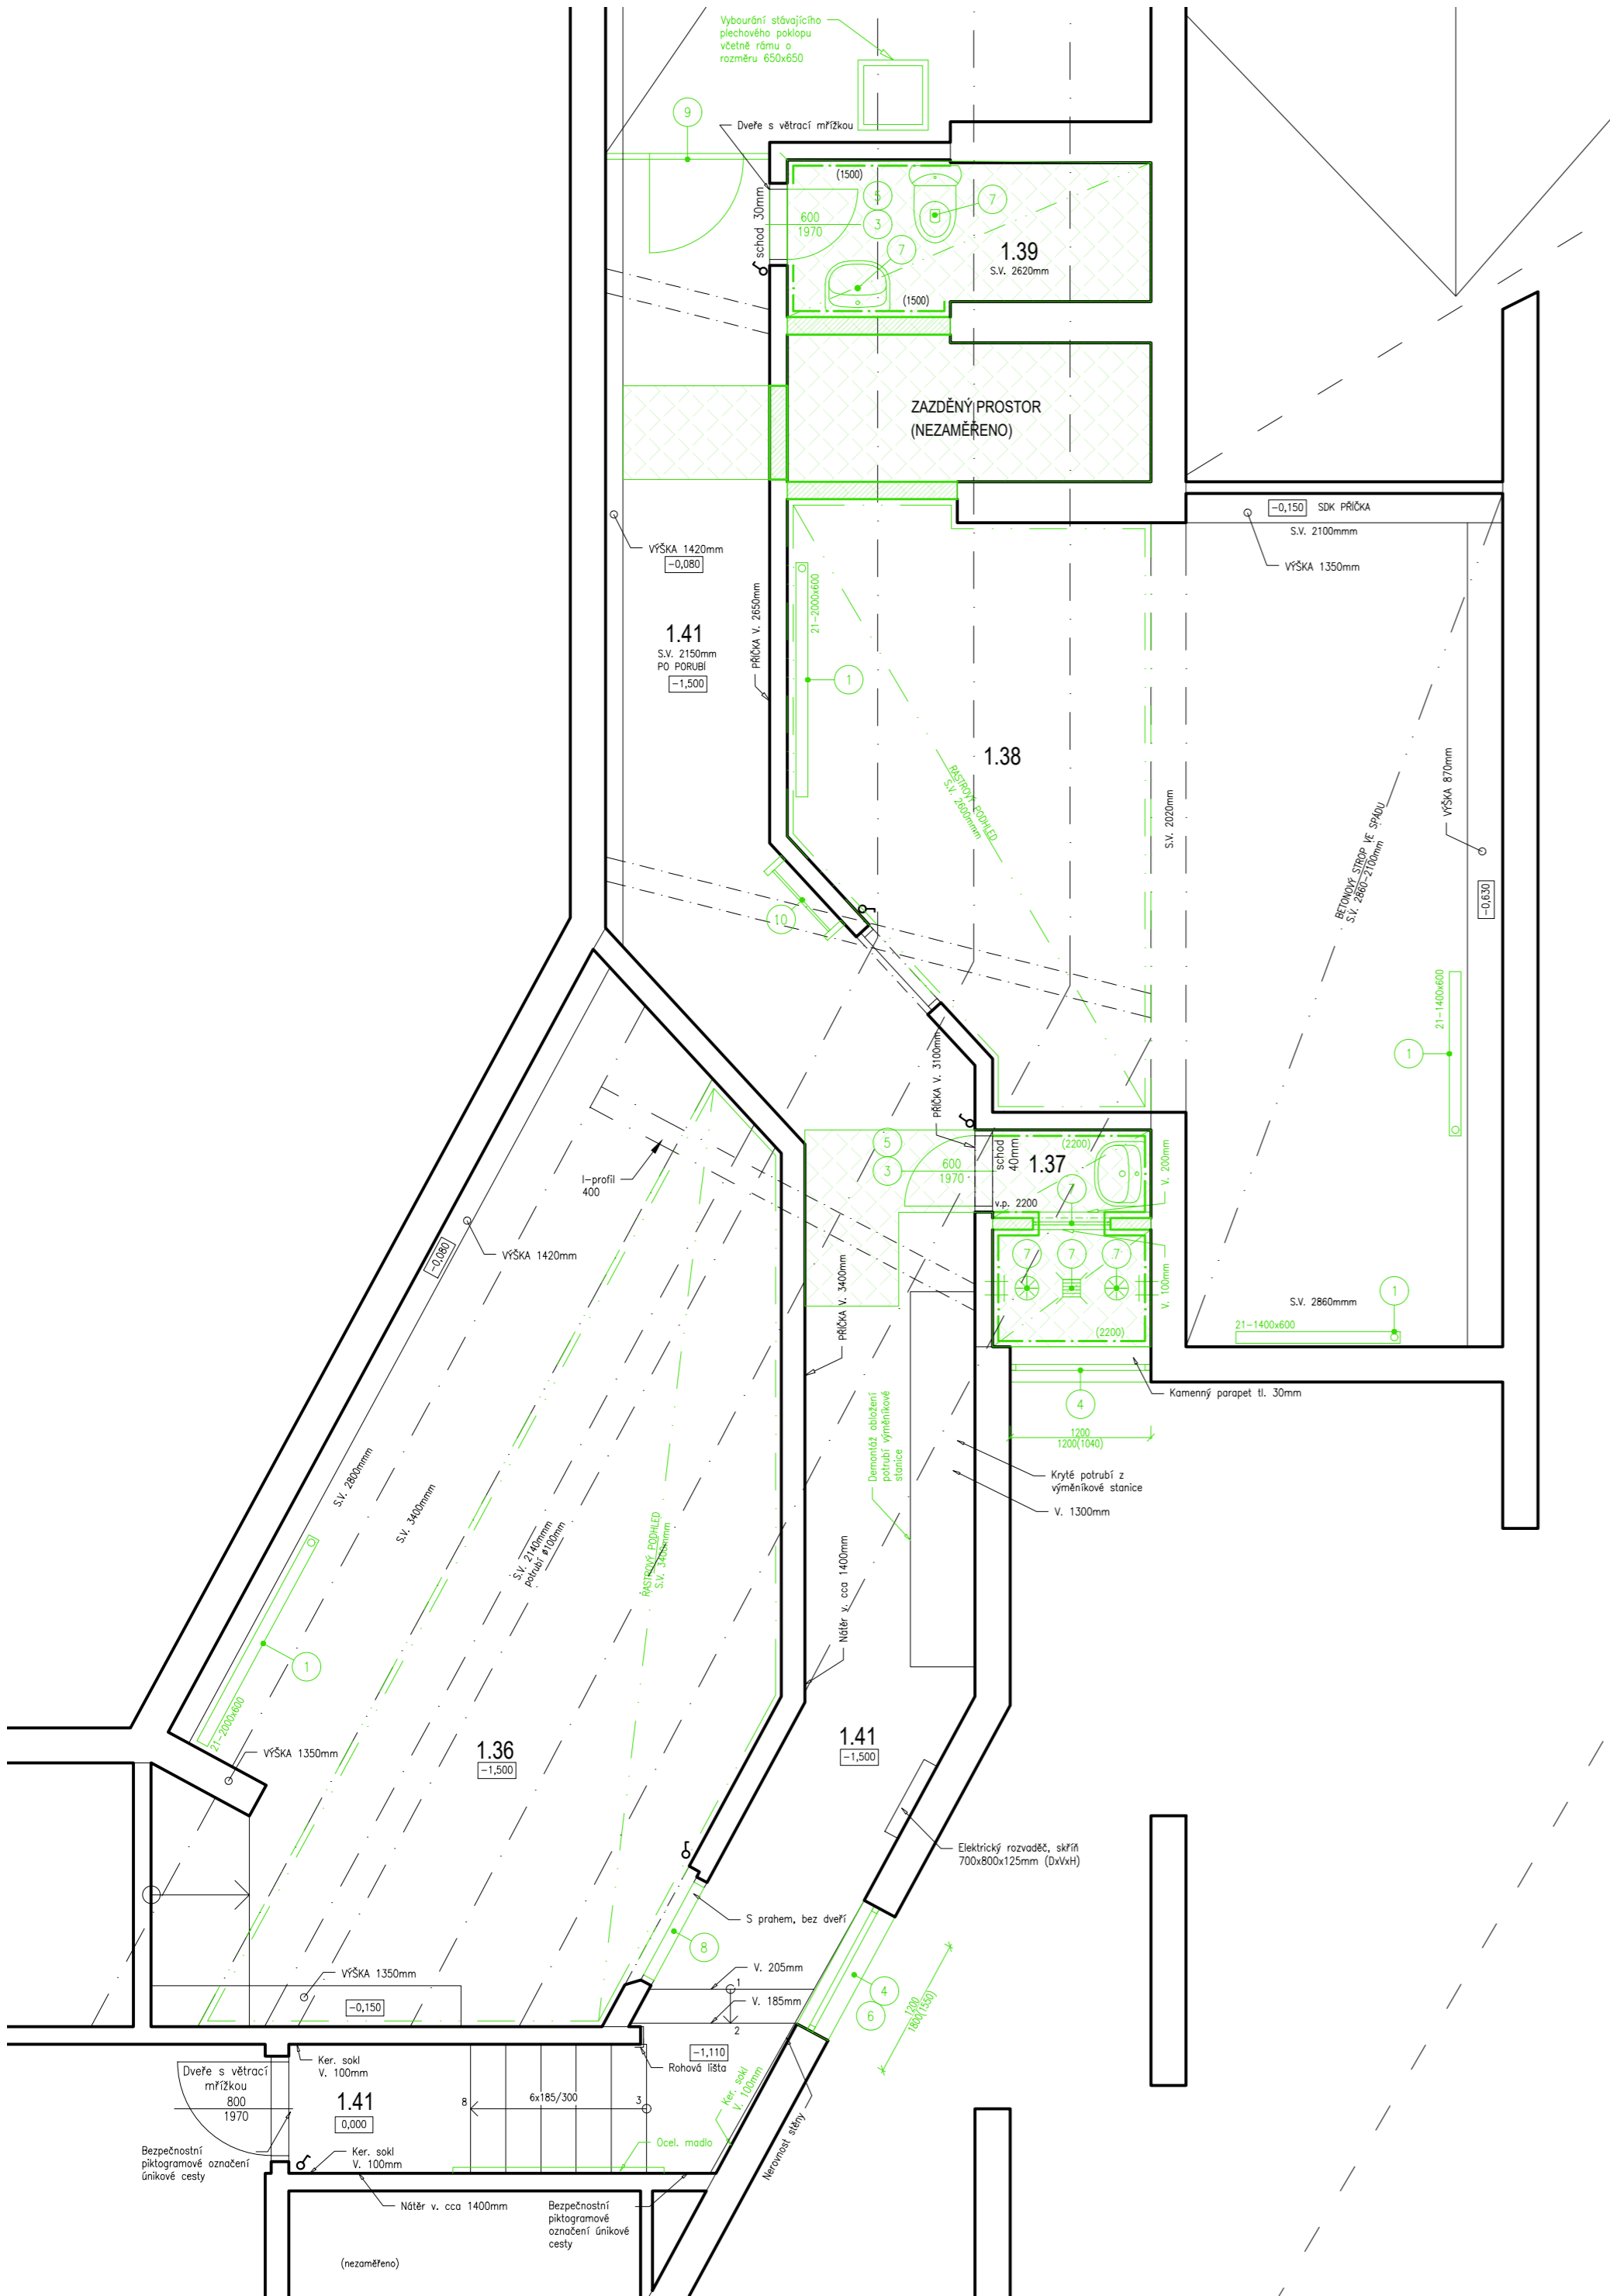 Vybourání stávajícího
plechového poklopu
včetně rámu o
rozměru 650x650
9
Dveře s větrací mřížkou
(1500)
schod 30mm
600
1970
5
3
7
7
1.39
S.V. 2620mm
(1500)
ZAZDĚNÝ PROSTOR
(NEZAMĚŘENO)
-0,150
SDK PŘÍČKA
S.V. 2100mmm
VÝŠKA 1350mm
VÝŠKA 1420mm
-0,080
1.41
S.V. 2150mm
PO PORUBÍ
-1,500
PŘÍČKA V. 2650mm
21-2000x600
1
1.38
RASTROVÝ PODHLED
S.V. 2600mmm
S.V. 2020mm
BETONOVÝ STROP VE SPÁDU
S.V. 2860-2100mm
VÝŠKA 870mm
-0,630
10
21-1400x600
1
PŘÍČKA V. 3100mm
5
3
600
1970
schod
40mm
(2200)
1.37
7
V. 200mm
v.p. 2200
I-profil
400
-0,080
VÝŠKA 1420mm
7
7
7
V. 100mm
(2200)
PŘÍČKA V. 3400mm
S.V. 2860mmm
1
21-1400x600
Kamenný parapet tl. 30mm
4
1200
1200(1040)
Demontáž obložení
potrubí výměníkové
stanice
Kryté potrubí z
výměníkové stanice
V. 1300mm
S.V. 2800mmm
S.V. 3400mmm
S.V. 2140mmm
potrubí ø100mm
RASTROVÝ PODHLED
S.V. 3400mmm
Nátěr v. cca 1400mm
1
21-2000x600
VÝŠKA 1350mm
1.36
-1,500
1.41
-1,500
Elektrický rozvaděč, skříň
700x800x125mm (DxVxH)
S prahem, bez dveří
8
VÝŠKA 1350mm
-0,150
V. 205mm
1
V. 185mm
2
4
6
1200
1800(1550)
-1,110
Rohová lišta
Ker. sokl
V. 100mm
Dveře s větrací
mřížkou
800
1970
1.41
0,000
8
6x185/300
3
Ker. sokl
V. 100mm
Nerovnost stěny
Ocel. madlo
Bezpečnostní
piktogramové označení
únikové cesty
Ker. sokl
V. 100mm
Nátěr v. cca 1400mm
Bezpečnostní
piktogramové
označení únikové
cesty
(nezaměřeno)